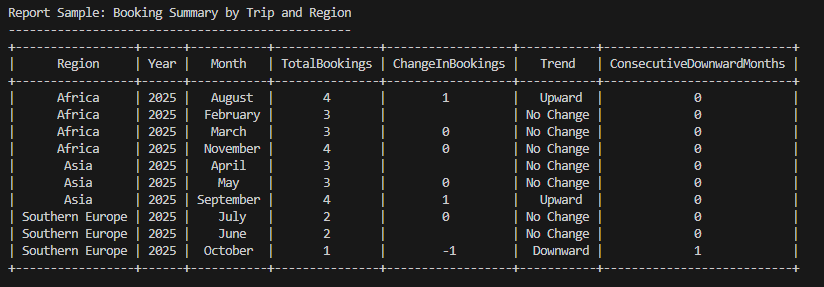 Report Sample: Booking Summary by Trip and Region
------------------------------------------------
+-----------------+------+-----------+---------------+------------------+-----------+---------------------------+
| Region | Year | Month | TotalBookings | ChangeInBookings | Trend | ConsecutiveDownwardMonths |
+-----------------+------+-----------+---------------+------------------+-----------+---------------------------+
| Africa | 2025 | August | 4 | 1 | Upward | 0 |
| Africa | 2025 | February | 3 | | No Change | 0 |
| Africa | 2025 | March | 3 | 0 | No Change | 0 |
| Africa | 2025 | November | 4 | 0 | No Change | 0 |
| Asia | 2025 | April | 3 | | No Change | 0 |
| Asia | 2025 | May | 3 | 0 | No Change | 0 |
| Asia | 2025 | September | 4 | 1 | Upward | 0 |
| Southern Europe | 2025 | July | 2 | 0 | No Change | 0 |
| Southern Europe | 2025 | June | 2 | | No Change | 0 |
| Southern Europe | 2025 | October | 1 | -1 | Downward | 1 |
+-----------------+------+-----------+---------------+------------------+-----------+---------------------------+